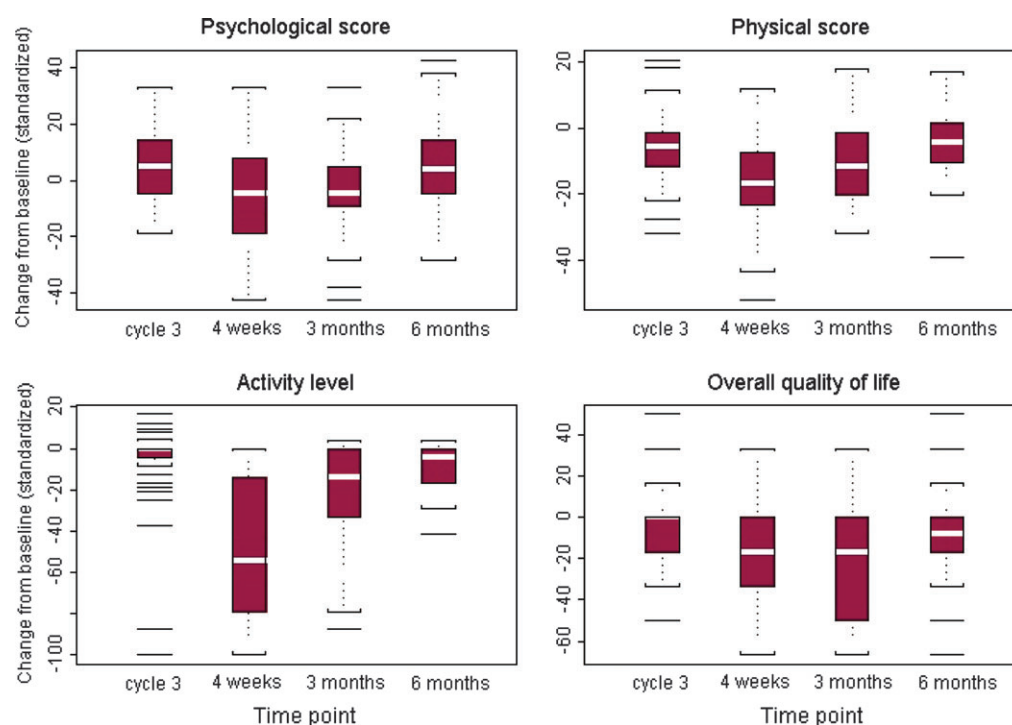 Psychological score
Physical score
Change from baseline (standardized)
40
20
0
-20
-40
20
0
-20
-40
cycle 3 4 weeks 3 months 6 months
cycle 3 4 weeks 3 months 6 months
Activity level
Overall quality of life
Change from baseline (standardized)
20
0
-20
-40
-60
-100
40
20
0
-20
-40
-60
cycle 3 4 weeks 3 months 6 months
cycle 3 4 weeks 3 months 6 months
Time point
Time point